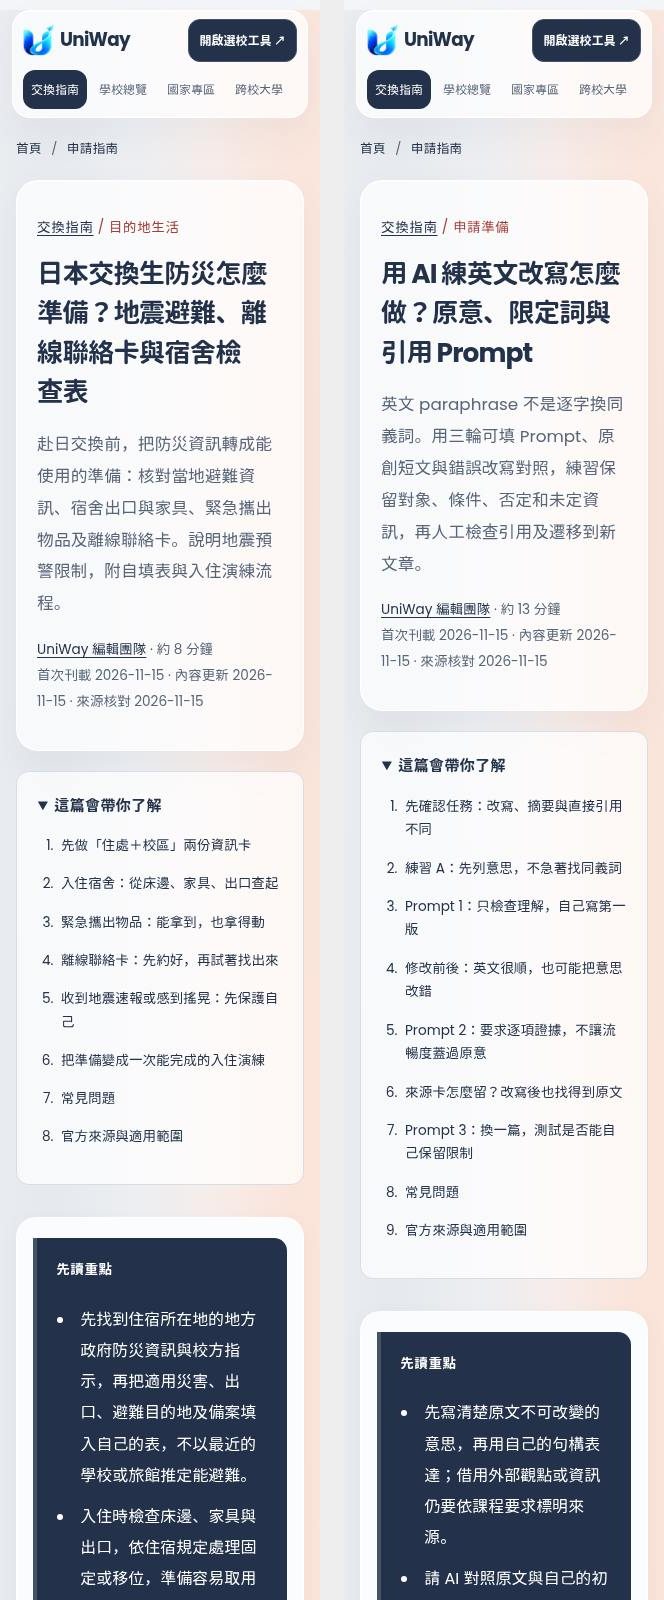 UniWay
開啟選校工具 ↗
交換指南 學校總覽 國家專區 跨校大學
首頁 / 申請指南
交換指南 / 目的地生活
日本交換生防災怎麼
準備？地震避難、離
線聯絡卡與宿舍檢
查表
赴日交換前，把防災資訊轉成能
使用的準備：核對當地避難資
訊、宿舍出口與家具、緊急攜出
物品及離線聯絡卡。說明地震預
警限制，附自填表與入住演練流
程。
UniWay 編輯團隊 · 約 8 分鐘
首次刊載 2026-11-15 · 內容更新 2026-
11-15 · 來源核對 2026-11-15
▼ 這篇會帶你了解
1. 先做「住處＋校區」兩份資訊卡
2. 入住宿舍：從床邊、家具、出口查起
3. 緊急攜出物品：能拿到，也拿得動
4. 離線聯絡卡：先約好，再試著找出來
5. 收到地震速報或感到搖晃：先保護自
己
6. 把準備變成一次能完成的入住演練
7. 常見問題
8. 官方來源與適用範圍
先讀重點
• 先找到住宿所在地的地方
政府防災資訊與校方指
示，再把適用災害、出
口、避難目的地及備案填
入自己的表，不以最近的
學校或旅館推定能避難。
• 入住時檢查床邊、家具與
出口，依住宿規定處理固
定或移位，準備容易取用
UniWay
開啟選校工具 ↗
交換指南 學校總覽 國家專區 跨校大學
首頁 / 申請指南
交換指南 / 申請準備
用 AI 練英文改寫怎麼
做？原意、限定詞與
引用 Prompt
英文 paraphrase 不是逐字換同
義詞。用三輪可填 Prompt、原
創短文與錯誤改寫對照，練習保
留對象、條件、否定和未定資
訊，再人工檢查引用及遷移到新
文章。
UniWay 編輯團隊 · 約 13 分鐘
首次刊載 2026-11-15 · 內容更新 2026-
11-15 · 來源核對 2026-11-15
▼ 這篇會帶你了解
1. 先確認任務：改寫、摘要與直接引用
不同
2. 練習 A：先列意思，不急著找同義詞
3. Prompt 1：只檢查理解，自己寫第一
版
4. 修改前後：英文很順，也可能把意思
改錯
5. Prompt 2：要求逐項證據，不讓流
暢度蓋過原意
6. 來源卡怎麼留？改寫後也找得到原文
7. Prompt 3：換一篇，測試是否能自
己保留限制
8. 常見問題
9. 官方來源與適用範圍
先讀重點
• 先寫清楚原文不可改變的
意思，再用自己的句構表
達；借用外部觀點或資訊
仍要依課程要求標明來
源。
• 請 AI 對照原文與自己的初